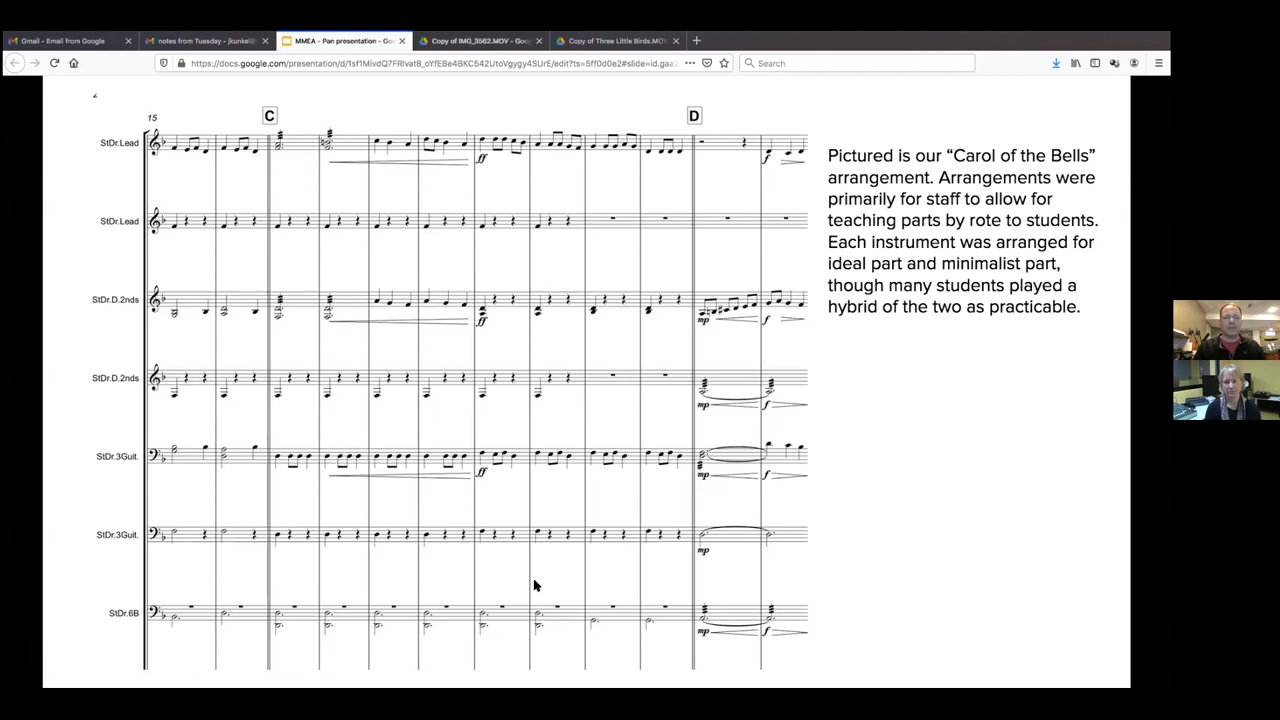 Gmail - Email from Google
notes from Tuesday - jkunkel@
MMEA - Pan presentation - Goo
Copy of IMG_3562.MOV - Goog
Copy of Three Little Birds.MOV
Search
2
15
C
D
StDr.Lead
ff
f
StDr.Lead
StDr.D.2nds
ff
mp
f
StDr.D.2nds
mp
f
StDr.3Guit.
ff
mp
f
StDr.3Guit.
mp
StDr.6B
mp
f
Pictured is our “Carol of the Bells”
arrangement. Arrangements were
primarily for staff to allow for
teaching parts by rote to students.
Each instrument was arranged for
ideal part and minimalist part,
though many students played a
hybrid of the two as practicable.